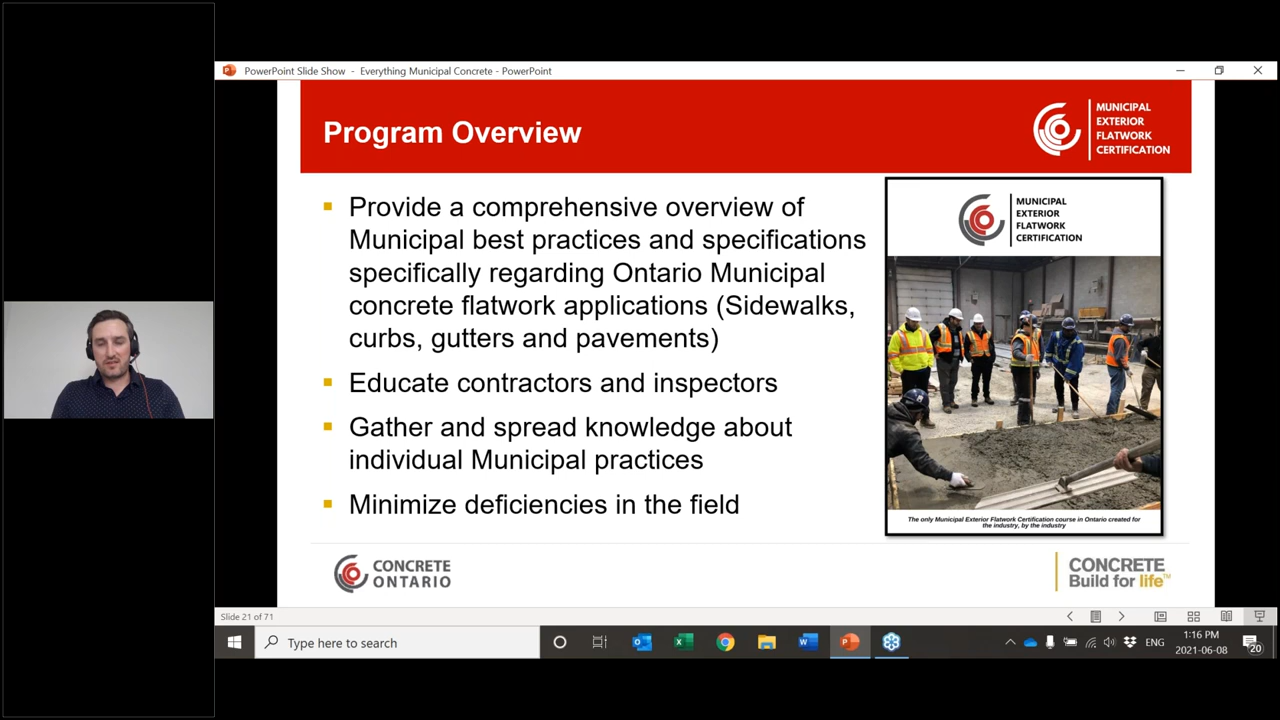 PowerPoint Slide Show - Everything Municipal Concrete - PowerPoint
Program Overview
MUNICIPAL
EXTERIOR
FLATWORK
CERTIFICATION
Provide a comprehensive overview of
Municipal best practices and specifications
specifically regarding Ontario Municipal
concrete flatwork applications (Sidewalks,
curbs, gutters and pavements)
Educate contractors and inspectors
Gather and spread knowledge about
individual Municipal practices
Minimize deficiencies in the field
MUNICIPAL
EXTERIOR
FLATWORK
CERTIFICATION
The only Municipal Exterior Flatwork Certification course in Ontario created for
the industry, by the industry
CONCRETE
ONTARIO
CONCRETE
Build for life™
Slide 21 of 71
Type here to search
ENG
1:16 PM
2021-06-08
20